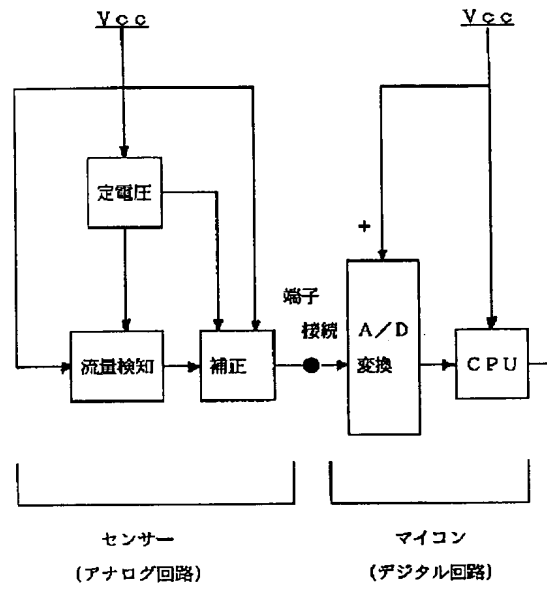 Vcc
Vcc
定電圧
+
端子
接続
流量検知
補正
A/D
変換
CPU
センサー
(アナログ回路)
マイコン
(デジタル回路)